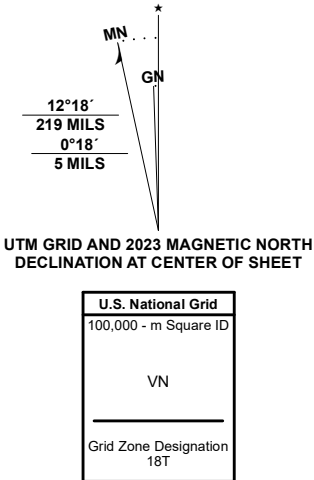 ★
MN
GN
12°18´
219 MILS
0°18´
5 MILS
UTM GRID AND 2023 MAGNETIC NORTH
DECLINATION AT CENTER OF SHEET
U.S. National Grid
100,000 - m Square ID
VN
Grid Zone Designation
18T